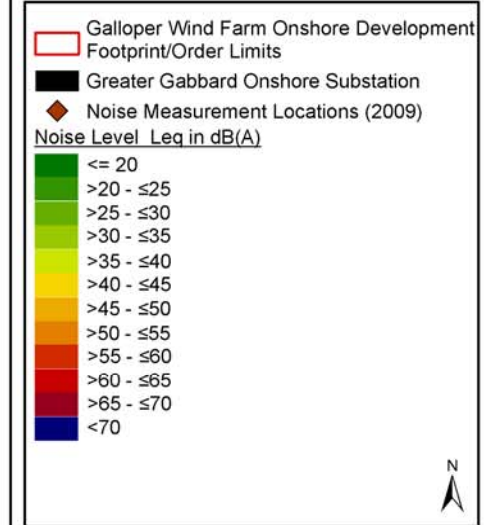 Galloper Wind Farm Onshore Development
Footprint/Order Limits
Greater Gabbard Onshore Substation
Noise Measurement Locations (2009)
Noise Level Leq in dB(A)
<= 20
>20 - ≤25
>25 - ≤30
>30 - ≤35
>35 - ≤40
>40 - ≤45
>45 - ≤50
>50 - ≤55
>55 - ≤60
>60 - ≤65
>65 - ≤70
<70
N